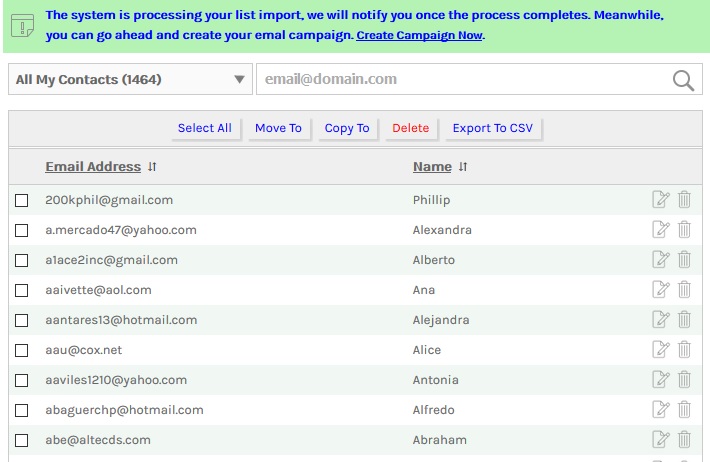 The system is processing your list import, we will notify you once the process completes. Meanwhile,
you can go ahead and create your emal campaign. Create Campaign Now.
All My Contacts (1464) email@domain.com
Select All Move To Copy To Delete Export To CSV
Email Address Name
200kphil@gmail.com Phillip
a.mercado47@yahoo.com Alexandra
a1ace2inc@gmail.com Alberto
aaivette@aol.com Ana
aantares13@hotmail.com Alejandra
aau@cox.net Alice
aaviles1210@yahoo.com Antonia
abaguerchp@hotmail.com Alfredo
abe@altecds.com Abraham